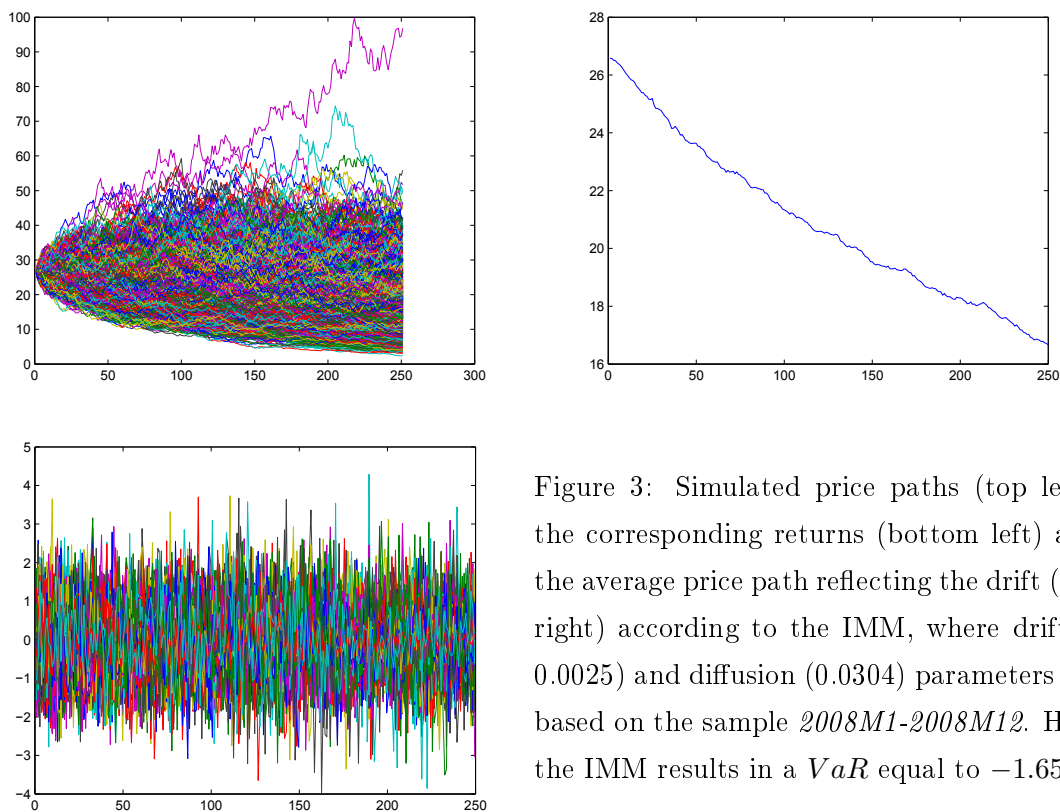 100
90
80
70
60
50
40
30
20
10
0
0 50 100 150 200 250 300
28
26
24
22
20
18
16
0 50 100 150 200 250
5
4
3
2
1
0
−1
−2
−3
−4
50 100 150 200 250
Figure 3: Simulated price paths (top le
the corresponding returns (bottom left) a
the average price path reflecting the drift (
right) according to the IMM, where drif
0.0025) and diffusion (0.0304) parameters
based on the sample 2008M1-2008M12. H
the IMM results in a VaR equal to −1.65